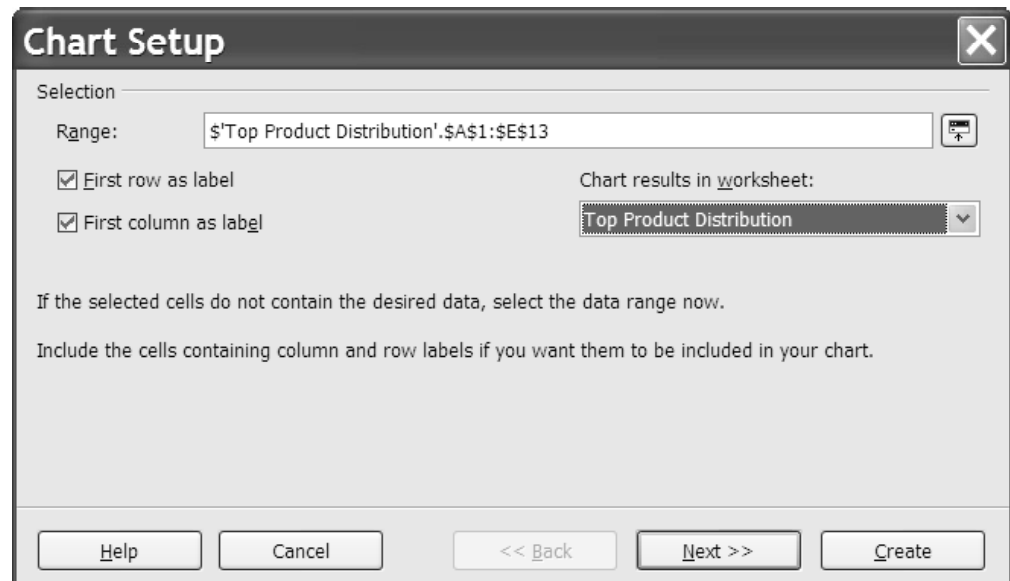 Chart Setup
Selection
Range: $'Top Product Distribution'.$A$1:$E$13
First row as label
Chart results in worksheet:
First column as label
Top Product Distribution
If the selected cells do not contain the desired data, select the data range now.
Include the cells containing column and row labels if you want them to be included in your chart.
Help Cancel << Back Next >> Create